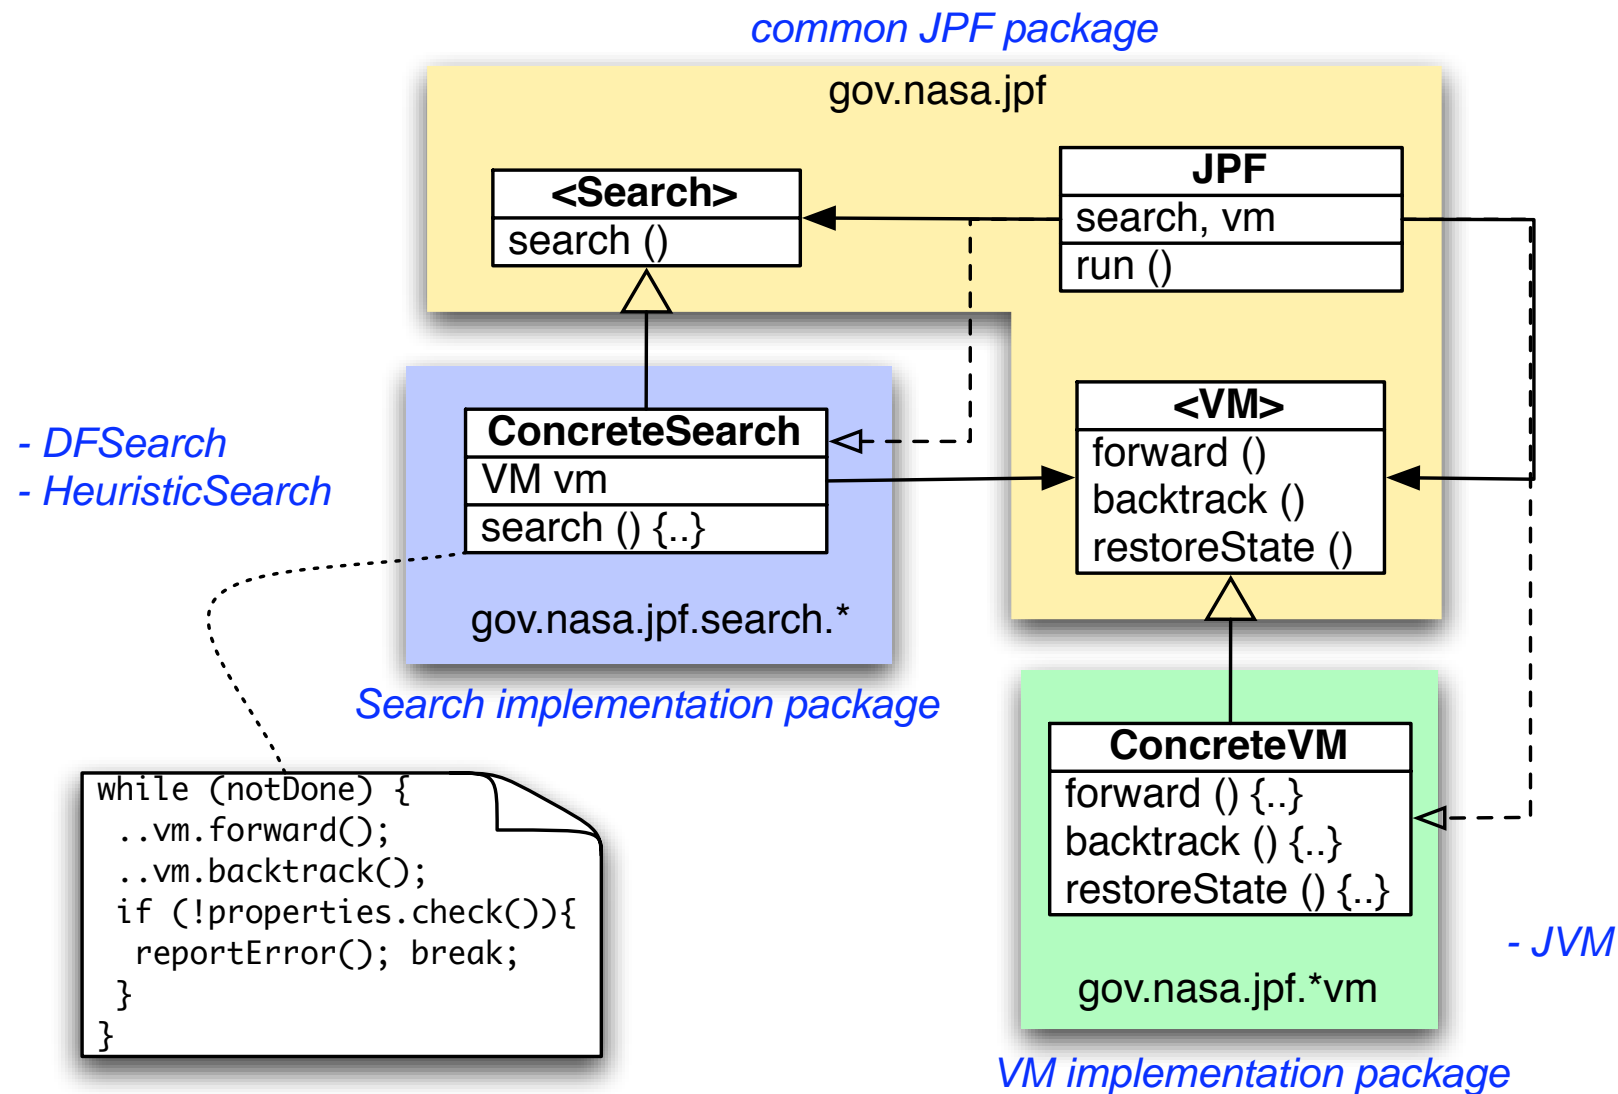 common JPF package
gov.nasa.jpf
<Search>
search ()
JPF
search, vm
run ()
- DFSearch
- HeuristicSearch
ConcreteSearch
VM vm
search () {..}
gov.nasa.jpf.search.*
Search implementation package
<VM>
forward ()
backtrack ()
restoreState ()
while (notDone) {
..vm.forward();
..vm.backtrack();
if (!properties.check()){
reportError(); break;
}
}
ConcreteVM
forward () {..}
backtrack () {..}
restoreState () {..}
gov.nasa.jpf.*vm
- JVM
VM implementation package